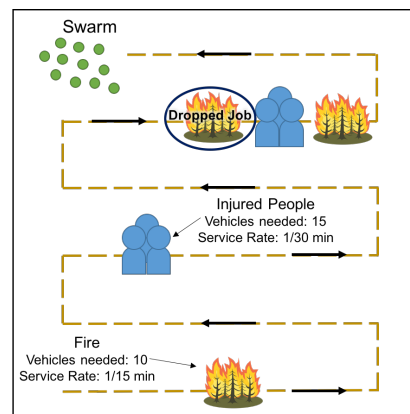 Swarm
Dropped Job
Injured People
Vehicles needed: 15
Service Rate: 1/30 min
Fire
Vehicles needed: 10
Service Rate: 1/15 min